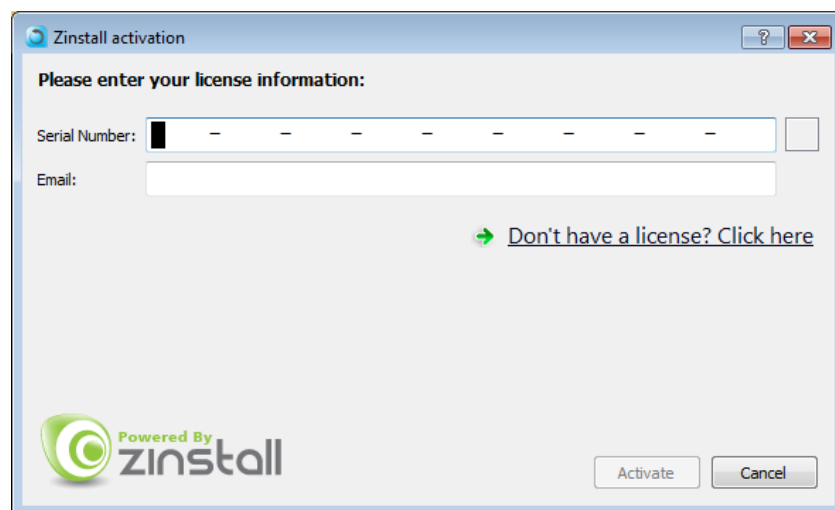 Zinstall activation
Please enter your license information:
Serial Number: – – – – – – – –
Email:
Don't have a license? Click here
Powered By
zinstall
Activate Cancel